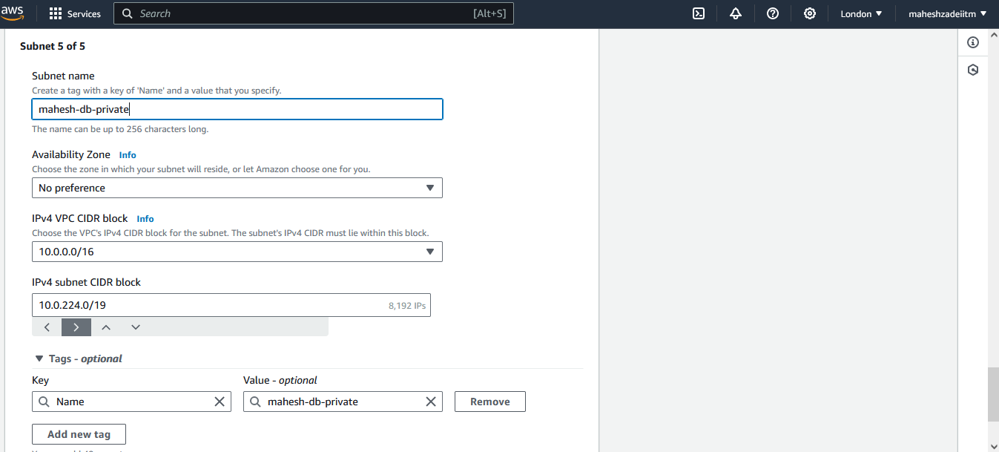 aws Services Search [Alt+S] London maheshzadeiitm
Subnet 5 of 5
Subnet name
Create a tag with a key of 'Name' and a value that you specify.
mahesh-db-private
The name can be up to 256 characters long.
Availability Zone Info
Choose the zone in which your subnet will reside, or let Amazon choose one for you.
No preference
IPv4 VPC CIDR block Info
Choose the VPC's IPv4 CIDR block for the subnet. The subnet's IPv4 CIDR must lie within this block.
10.0.0.0/16
IPv4 subnet CIDR block
10.0.224.0/19 8,192 IPs
Tags - optional
Key Value - optional
Name mahesh-db-private Remove
Add new tag